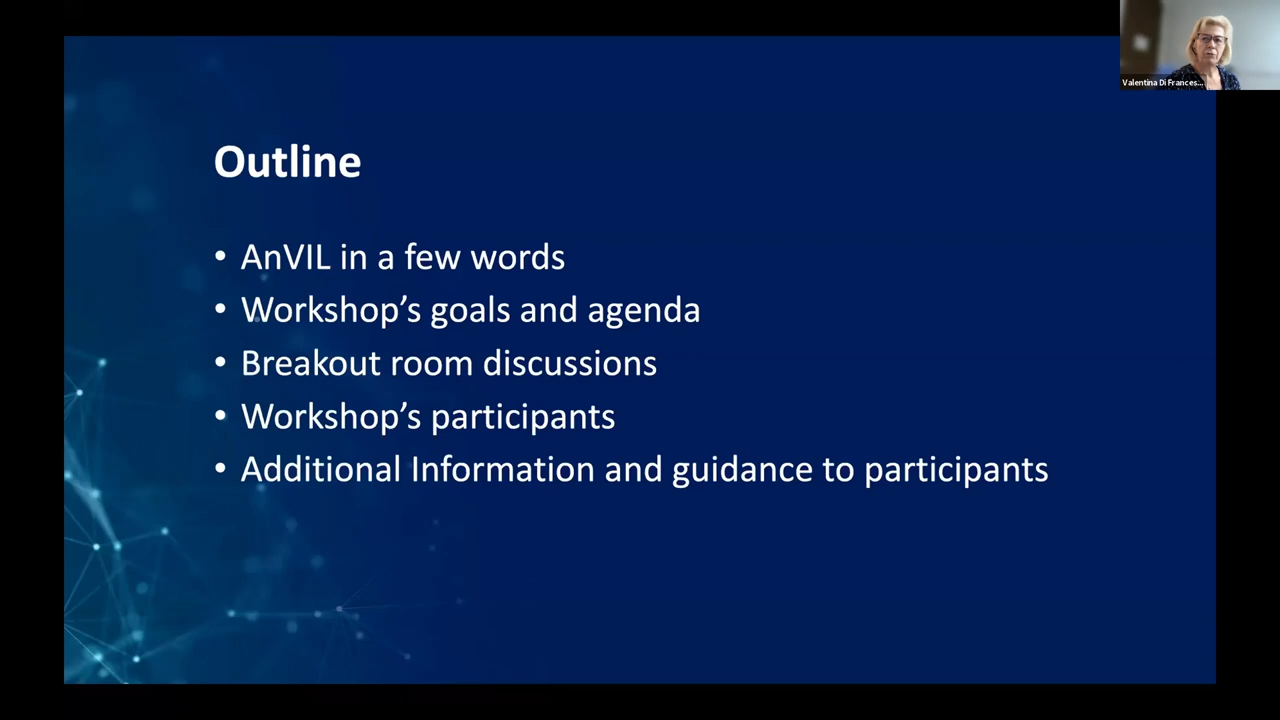 Outline
• AnVIL in a few words
• Workshop’s goals and agenda
• Breakout room discussions
• Workshop’s participants
• Additional Information and guidance to participants
Valentina Di Frances...